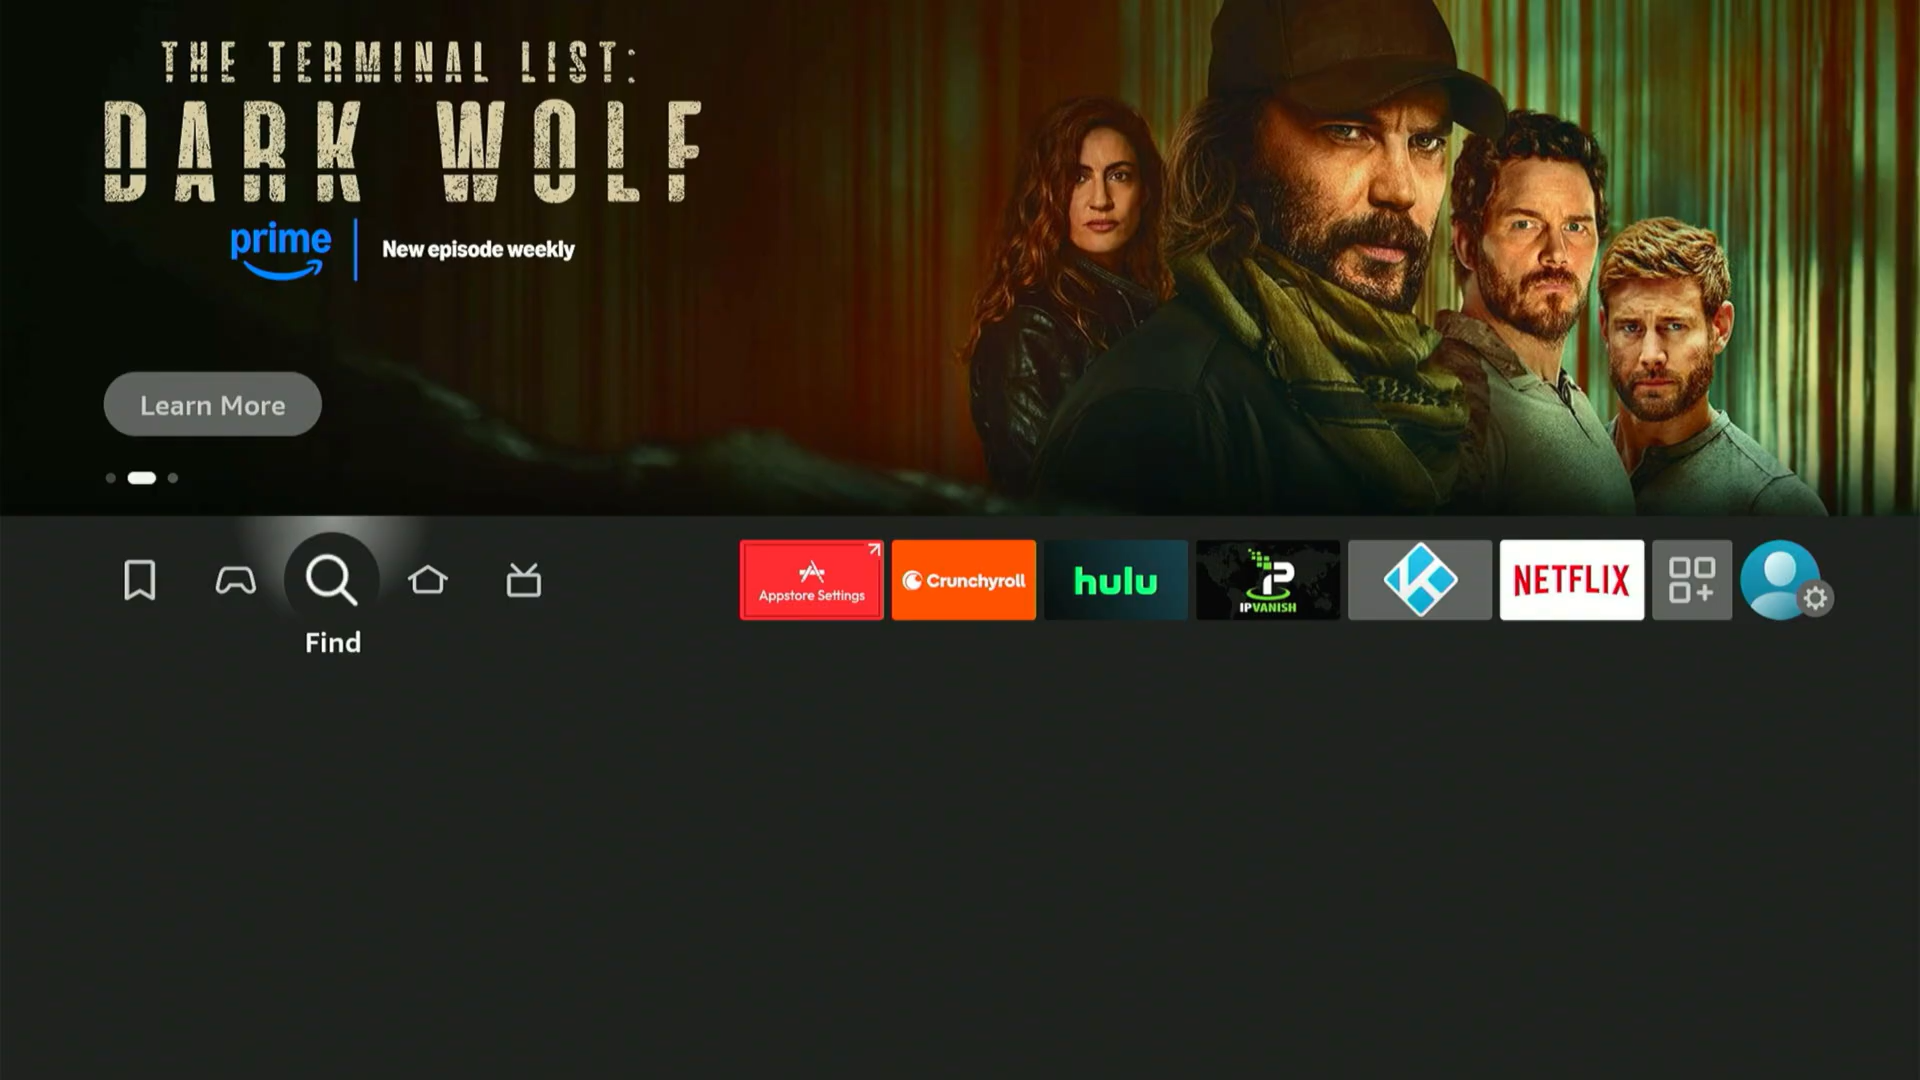 THE TERMINAL LIST:
DARK WOLF
prime
New episode weekly
Learn More
Find
Appstore Settings
Crunchyroll
hulu
IPVANISH
NETFLIX